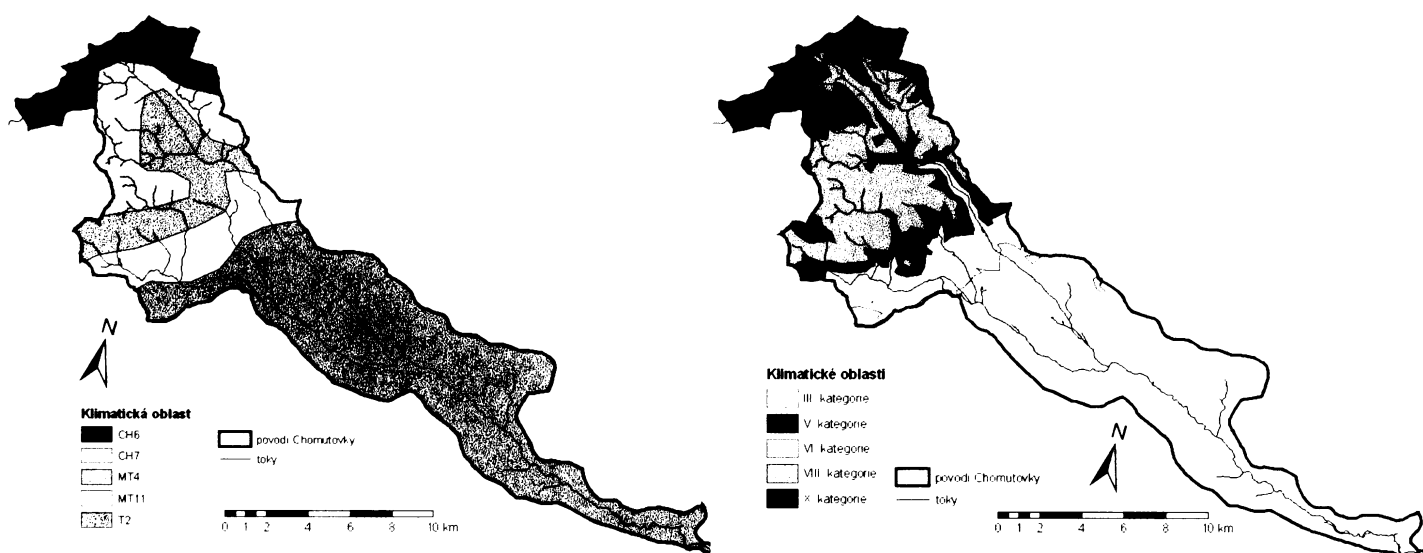 N
Klimatická oblast
CH6
CH7
MT4
MT11
T2
povodí Chomutovky
toky
0 1 2 4 6 8 10 km
N
Klimatické oblasti
III kategorie
V kategorie
VI kategorie
VIII kategorie
X kategorie
povodí Chomutovky
toky
0 1 2 4 6 8 10 km